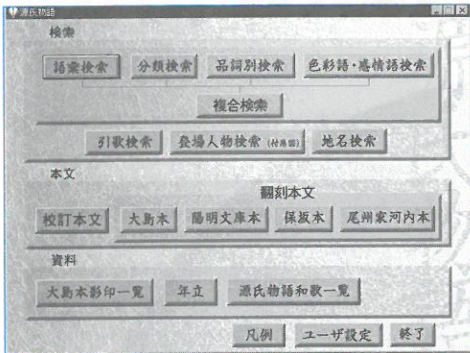 源氏物語
検索
語彙検索 分類検索 品詞別検索 色彩語・感情語検索
複合検索
引歌検索 登場人物検索(付系図) 地名検索
本文
翻刻本文
校訂本文 大島本 陽明文庫本 保坂本 尾州家河内本
資料
大島本影印一覧 年立 源氏物語和歌一覧
凡例 ユーザ設定 終了